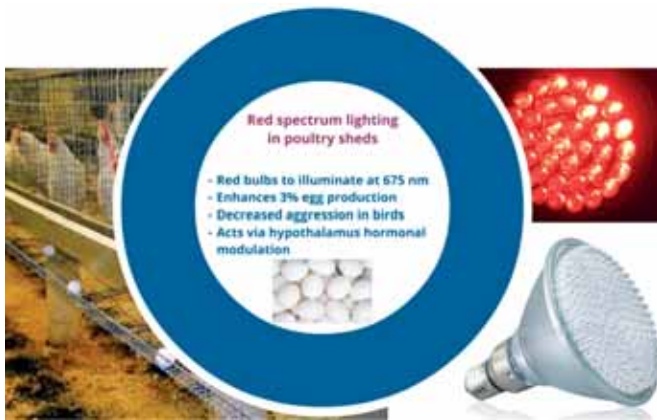 Red spectrum lighting
in poultry sheds
- Red bulbs to illuminate at 675 nm
- Enhances 3% egg production
- Decreased aggression in birds
- Acts via hypothalamus hormonal
modulation